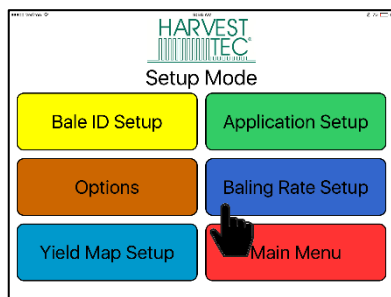 HARVEST
TEC
Setup Mode
Bale ID Setup
Application Setup
Options
Baling Rate Setup
Yield Map Setup
Main Menu